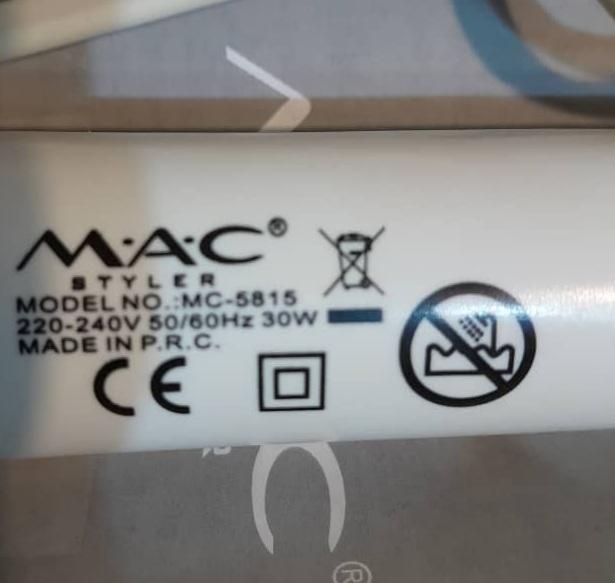 M·A·C®
STYLER
MODEL NO.:MC-5815
220-240V 50/60Hz 30W
MADE IN P.R.C.
CE
R
C
®